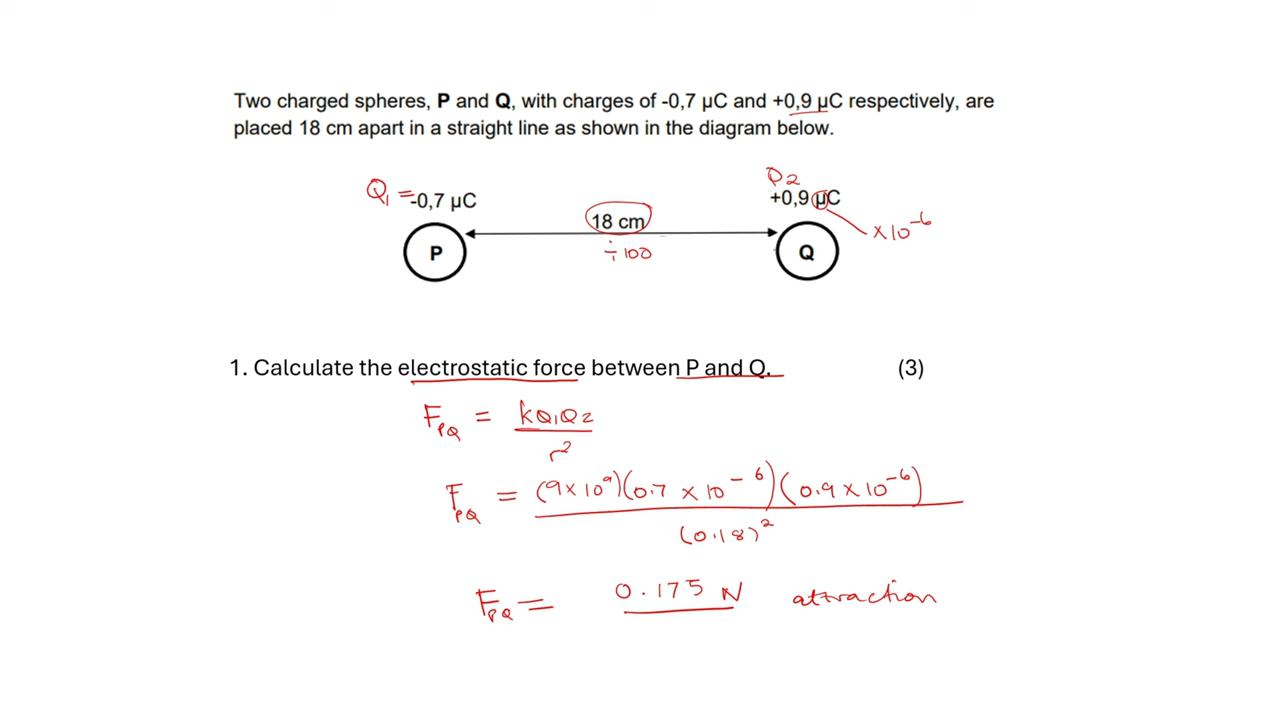 Two charged spheres, P and Q, with charges of -0,7 µC and +0,9 µC respectively, are
placed 18 cm apart in a straight line as shown in the diagram below.
Q₁ = -0,7 µC
Q2
+0,9 µC
×10⁻⁶
18 cm
÷100
P
Q
1. Calculate the electrostatic force between P and Q. (3)
F_PQ = kQ₁Q₂ / r²
F_PQ = (9×10⁹)(0.7 ×10⁻⁶)(0.9×10⁻⁶) / (0.18)²
F_PQ = 0.175 N attraction